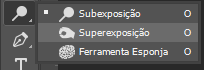 Subexposição O
Superexposição O
Ferramenta Esponja O
T